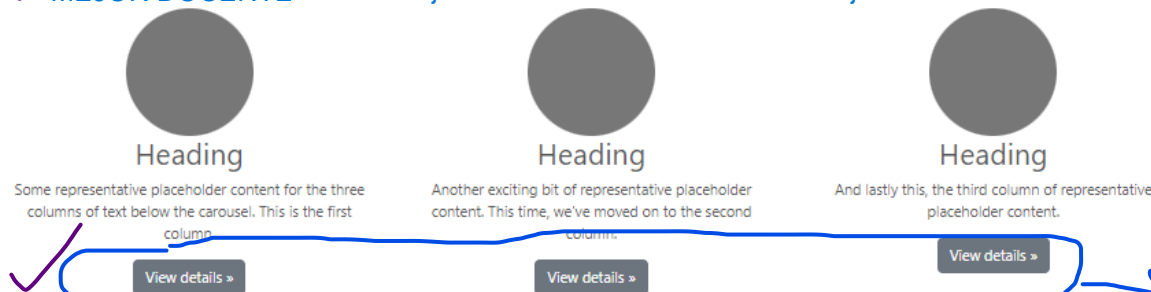 Heading
Some representative placeholder content for the three
columns of text below the carousel. This is the first
column.
View details »
Heading
Another exciting bit of representative placeholder
content. This time, we've moved on to the second
column.
View details »
Heading
And lastly this, the third column of representative
placeholder content.
View details »